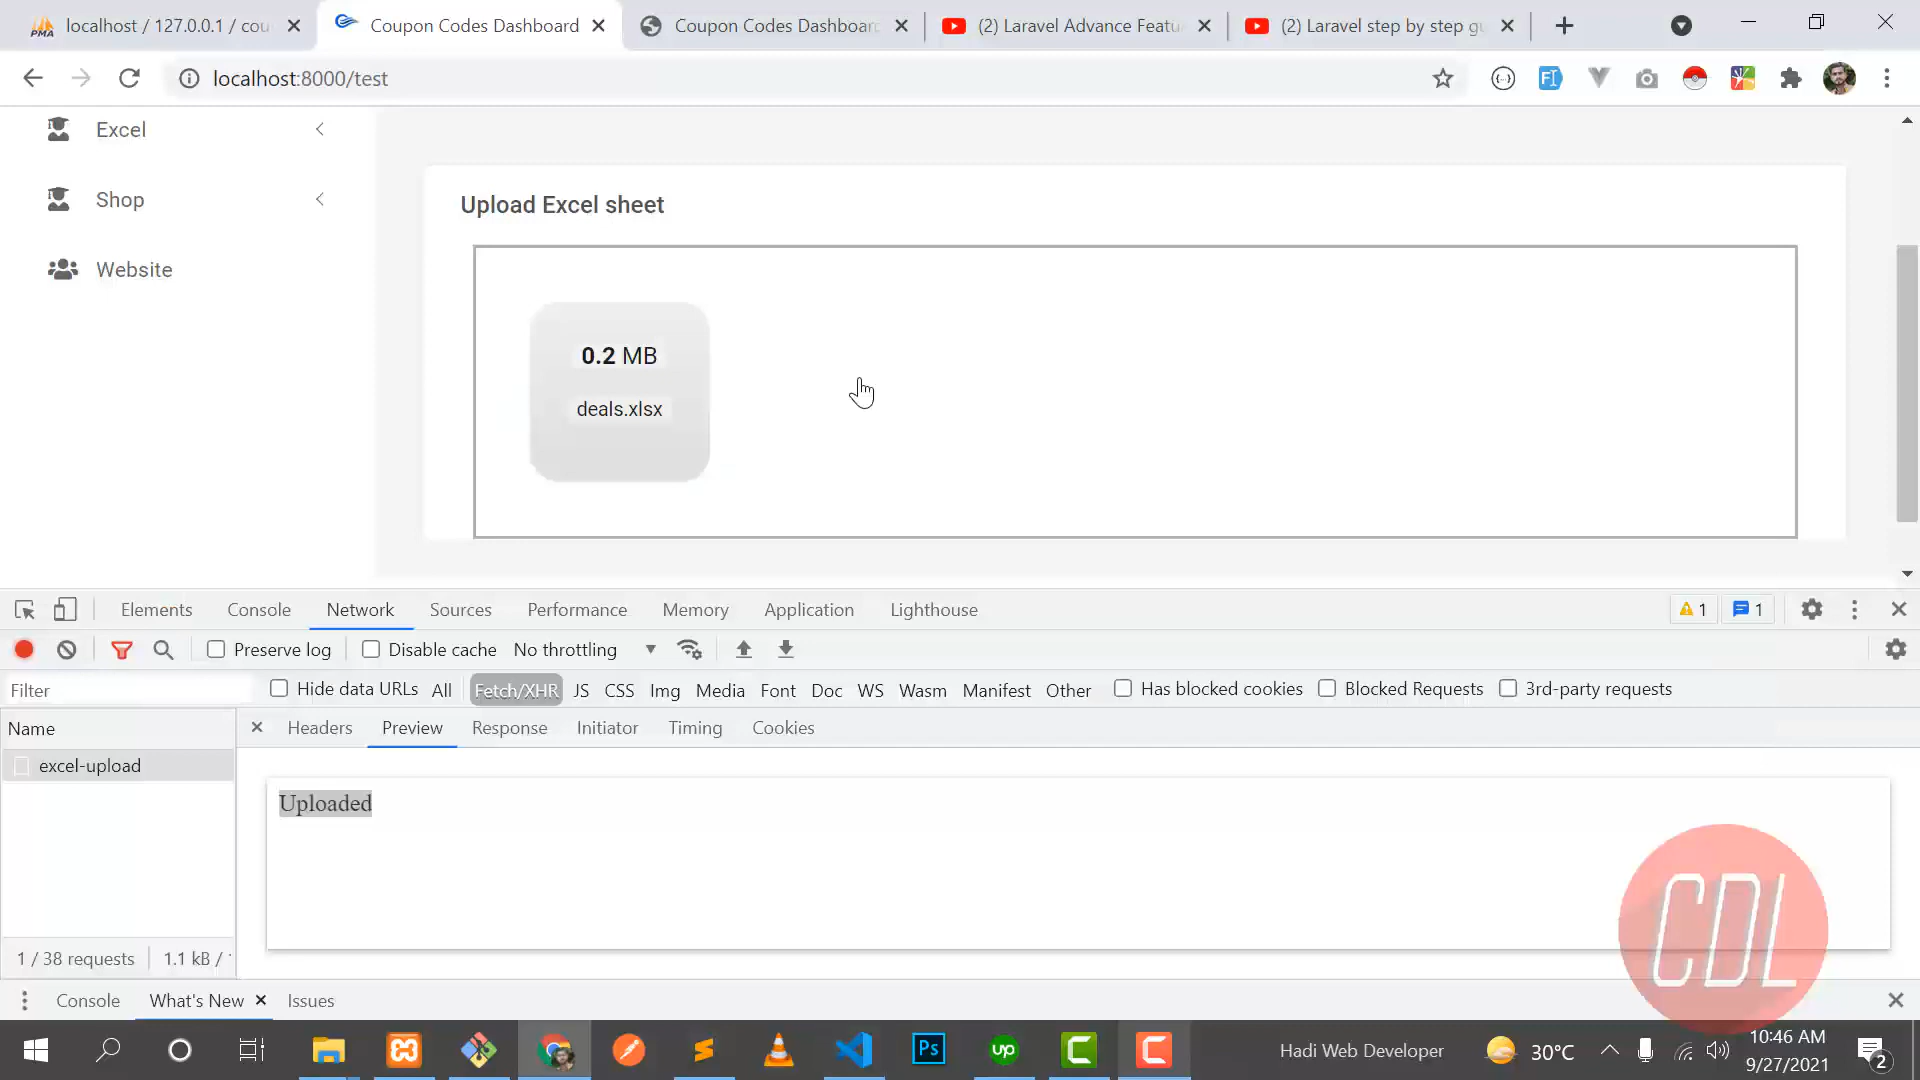 localhost / 127.0.0.1 / cou
Coupon Codes Dashboard
Coupon Codes Dashboard
(2) Laravel Advance Featu
(2) Laravel step by step gu
localhost:8000/test
Excel
Shop
Website
Upload Excel sheet
0.2 MB
deals.xlsx
Elements Console Network Sources Performance Memory Application Lighthouse 1 1
Preserve log Disable cache No throttling
Filter Hide data URLs All Fetch/XHR JS CSS Img Media Font Doc WS Wasm Manifest Other Has blocked cookies Blocked Requests 3rd-party requests
Name Headers Preview Response Initiator Timing Cookies
excel-upload
Uploaded
1 / 38 requests 1.1 kB /
CDL
Console What's New Issues
PMA
FI
Ps
up
Hadi Web Developer
30°C
10:46 AM
9/27/2021
2